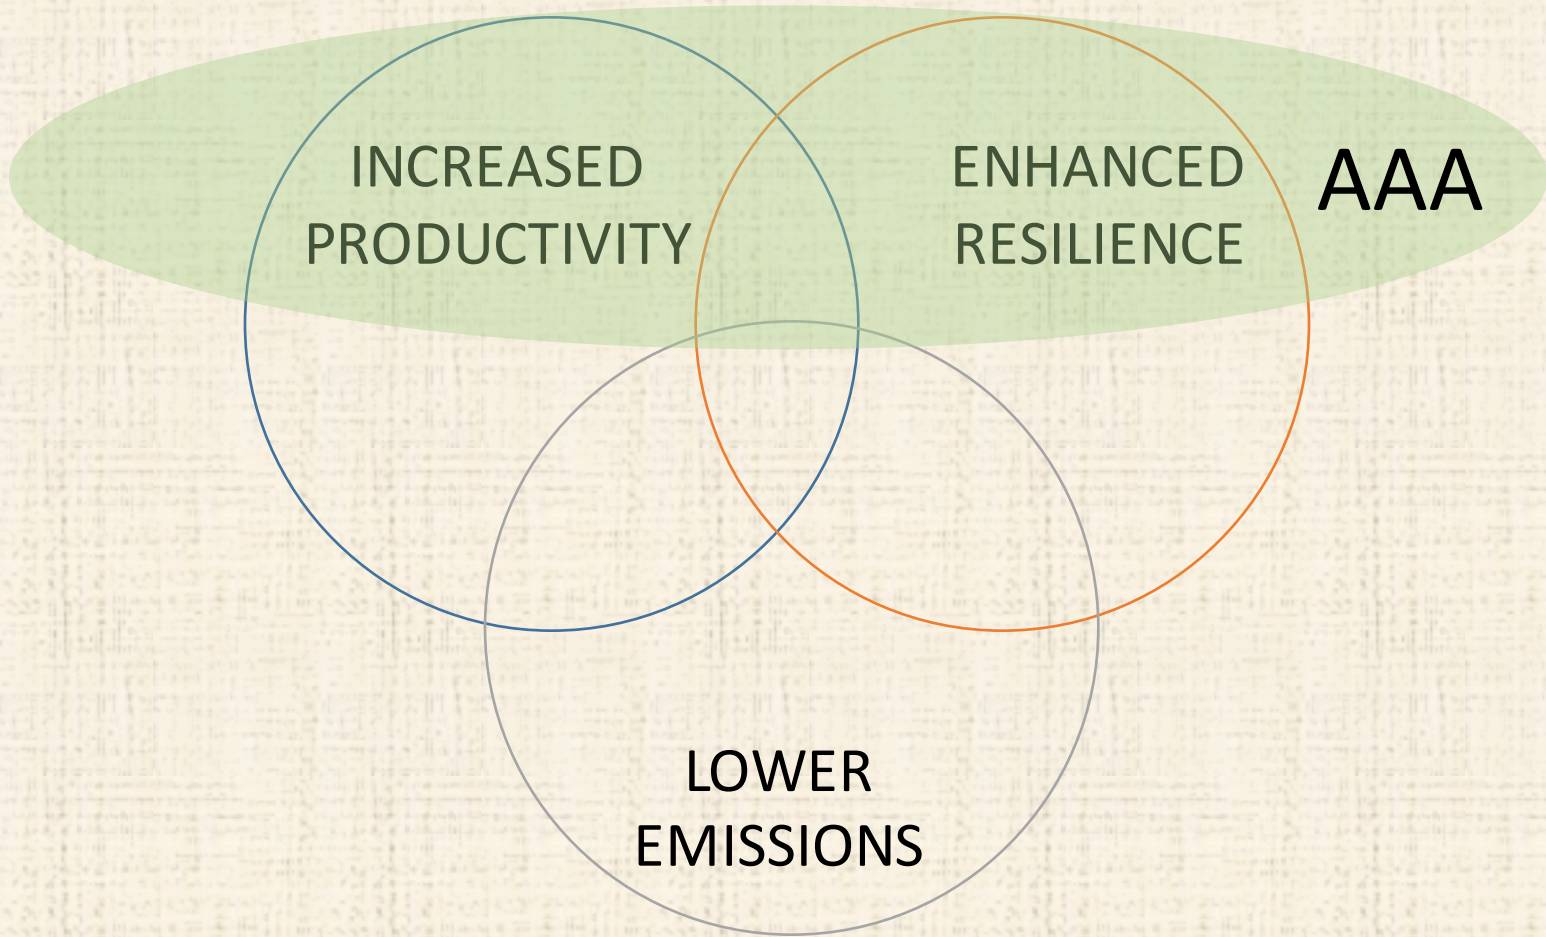 INCREASED
PRODUCTIVITY
ENHANCED
RESILIENCE
AAA
LOWER
EMISSIONS